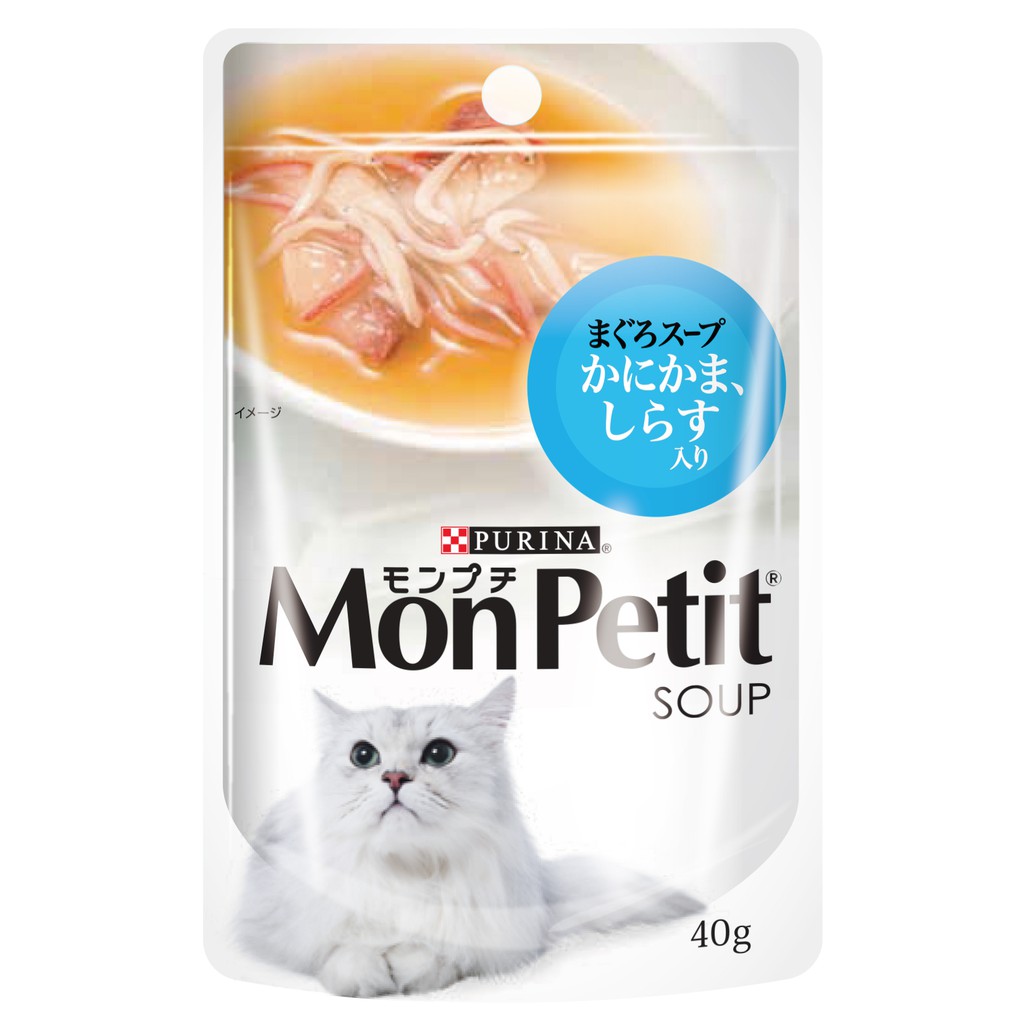 イメージ
まぐろスープ
かにかま、
しらす
入り
PURINA®
モンプチ
MonPetit®
SOUP
40g